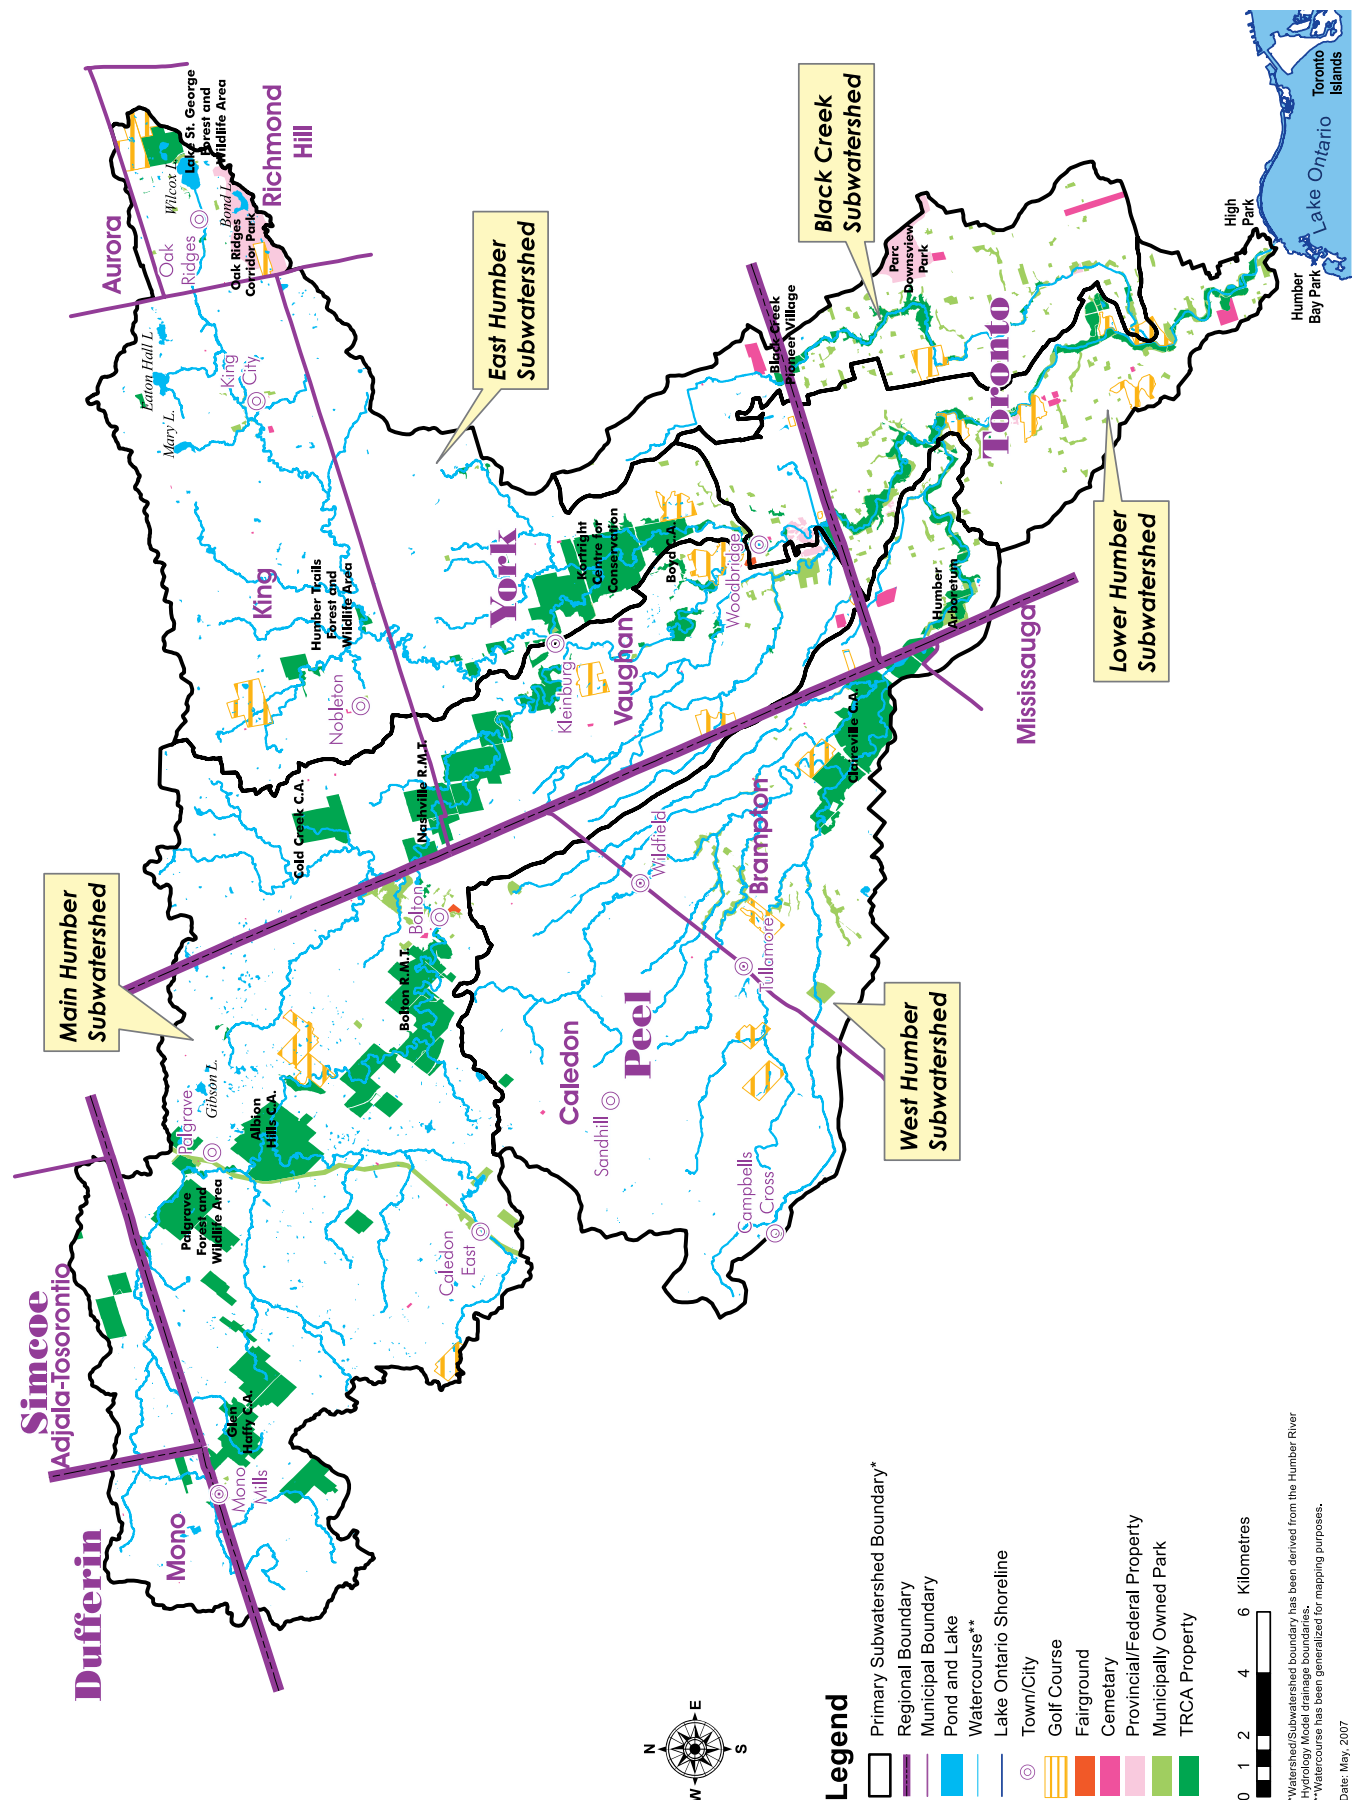 Dufferin
Simcoe
Adjala-Tosorontio
Mono
Mono
Mills
Glen
Haffy C.A.
Palgrave
Forest and
Wildlife Area
Palgrave
Gibson L.
Albion
Hills C.A.
Caledon
East
Main Humber
Subwatershed
Bolton R.M.T.
Bolton
Cold Creek C.A.
Nashville R.M.T.
Nobleton
King
Humber Trails
Forest and
Wildlife Area
Mary L.
Eaton Hall L
King
City
Aurora
Oak
Ridges
Wilcox L.
Bond L.
Lake St. George
Forest and
Wildlife Area
Oak Ridges
Corridor Park
Richmond
Hill
East Humber
Subwatershed
York
Kortright
Centre for
Conservation
Boyd C.A.
Kleinburg
Vaughan
Woodbridge
Caledon
Peel
Sandhill
Campbells
Cross
Wildfield
Tullamore
Brampton
Claireville C.A.
West Humber
Subwatershed
Black Creek
Subwatershed
Black Creek
Pioneer Village
Parc
Downsview
Park
Toronto
Humber
Arboretum
Mississauga
Lower Humber
Subwatershed
High
Park
Humber
Bay Park
Lake Ontario
Toronto
Islands
N
W
E
S
Legend
Primary Subwatershed Boundary*
Regional Boundary
Municipal Boundary
Pond and Lake
Watercourse**
Lake Ontario Shoreline
Town/City
Golf Course
Fairground
Cemetary
Provincial/Federal Property
Municipally Owned Park
TRCA Property
0 1 2 4 6 Kilometres
*Watershed/Subwatershed boundary has been derived from the Humber River
Hydrology Model drainage boundaries.
**Watercourse has been generalized for mapping purposes.
Date: May, 2007